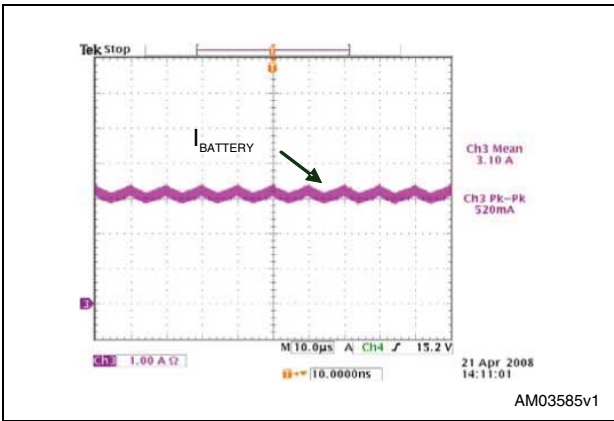 Tek Stop
I BATTERY
Ch3 Mean
3.10 A
Ch3 Pk-Pk
520mA
3
Ch3 1.00 A Ω
M 10.0µs A Ch4 ʃ 15.2 V
10.0000ns
21 Apr 2008
14:11:01
AM03585v1